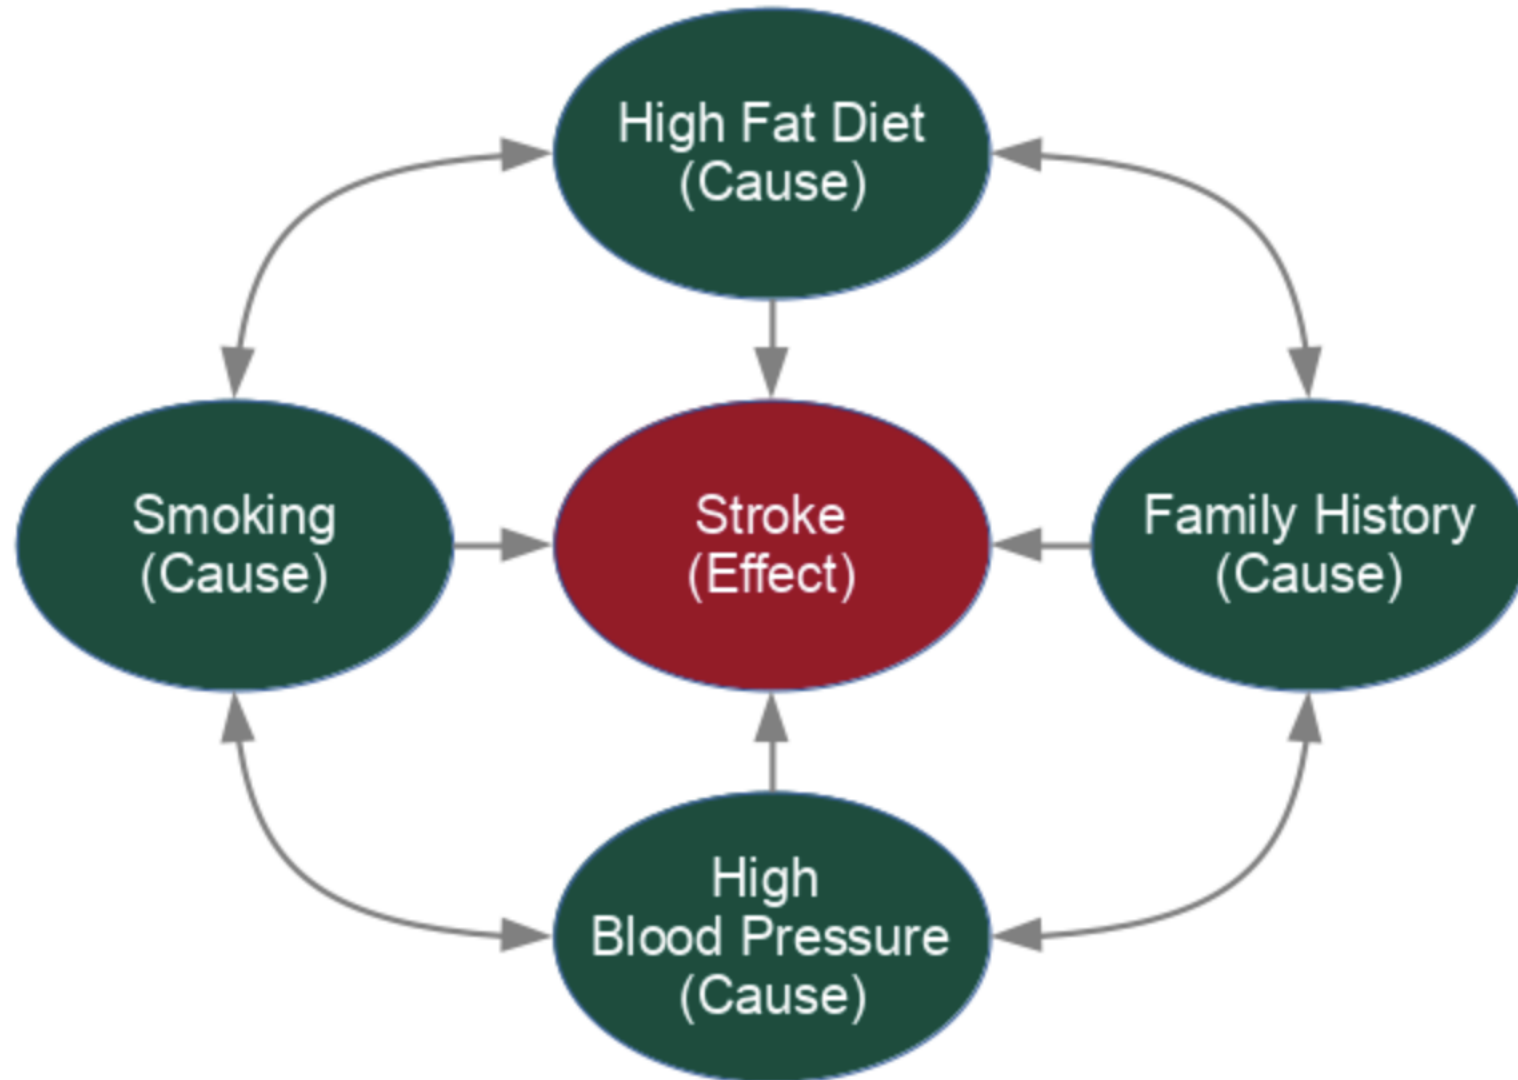 High Fat Diet
(Cause)
Smoking
(Cause)
Stroke
(Effect)
Family History
(Cause)
High
Blood Pressure
(Cause)